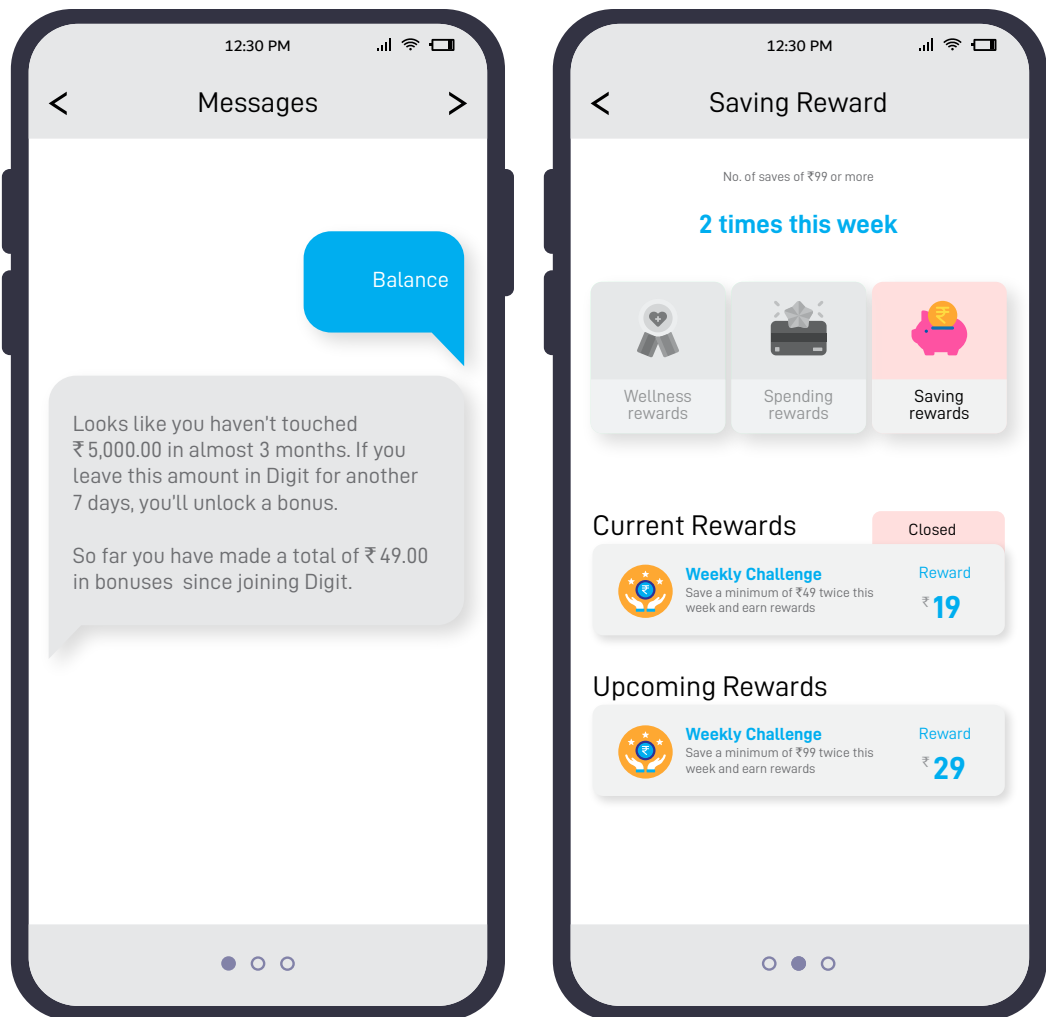 12:30 PM
<
Messages
>
Balance
Looks like you haven't touched
₹ 5,000.00 in almost 3 months. If you
leave this amount in Digit for another
7 days, you'll unlock a bonus.
So far you have made a total of ₹ 49.00
in bonuses  since joining Digit.
12:30 PM
<
Saving Reward
No. of saves of ₹99 or more
2 times this week
₹
Wellness
rewards
Spending
rewards
Saving
rewards
Current Rewards
Closed
₹
Weekly Challenge
Save a minimum of ₹49 twice this
week and earn rewards
Reward
₹ 19
Upcoming Rewards
₹
Weekly Challenge
Save a minimum of ₹99 twice this
week and earn rewards
Reward
₹ 29